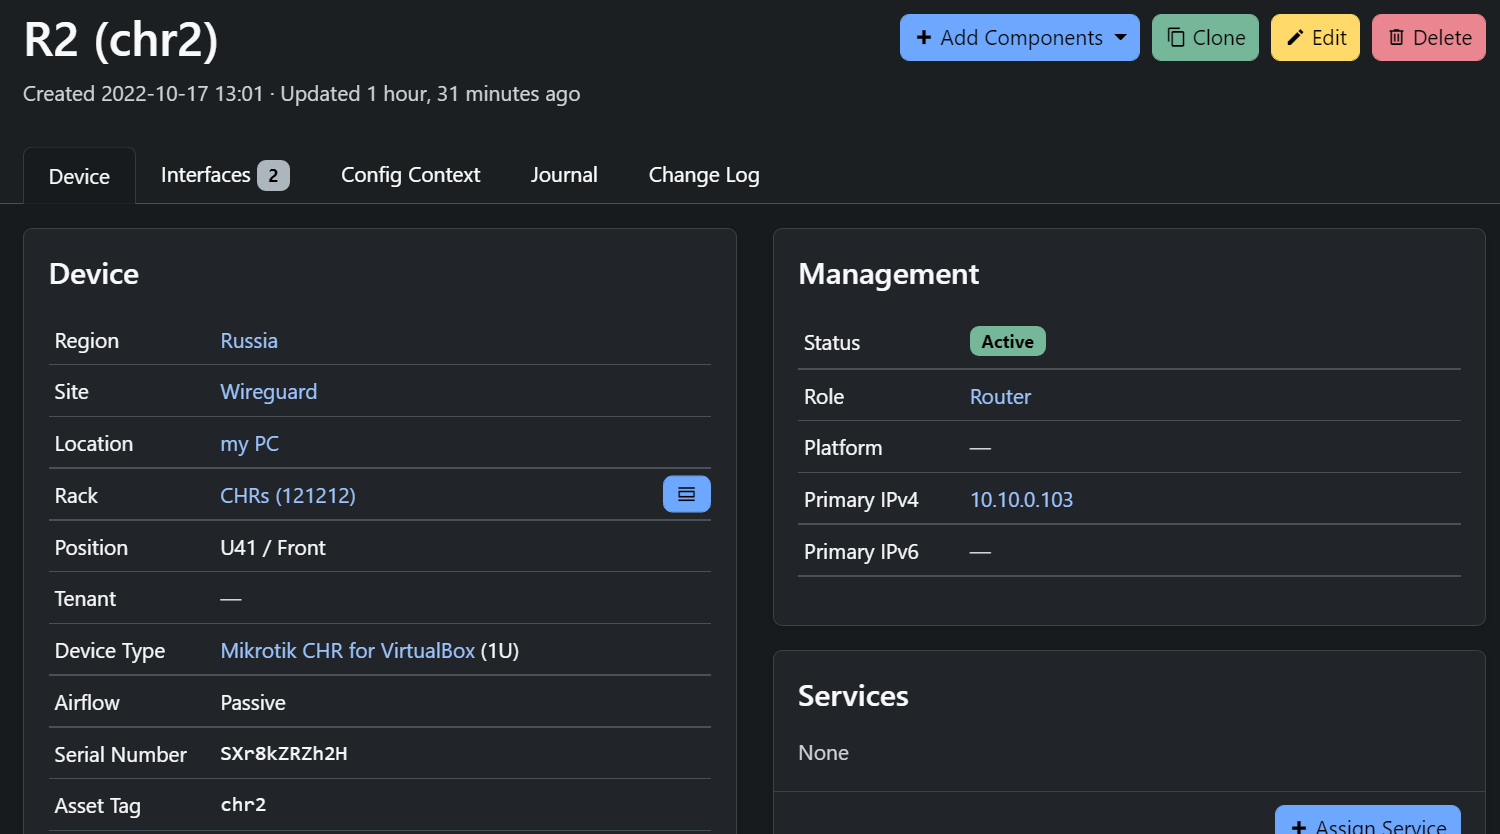 R2 (chr2)
Add Components
Clone
Edit
Delete
Created 2022-10-17 13:01 · Updated 1 hour, 31 minutes ago
Device
Interfaces 2
Config Context
Journal
Change Log
Device
Region Russia
Site Wireguard
Location my PC
Rack CHRs (121212)
Position U41 / Front
Tenant —
Device Type Mikrotik CHR for VirtualBox (1U)
Airflow Passive
Serial Number SXr8kZRZh2H
Asset Tag chr2
Management
Status Active
Role Router
Platform —
Primary IPv4 10.10.0.103
Primary IPv6 —
Services
None
Assign Service